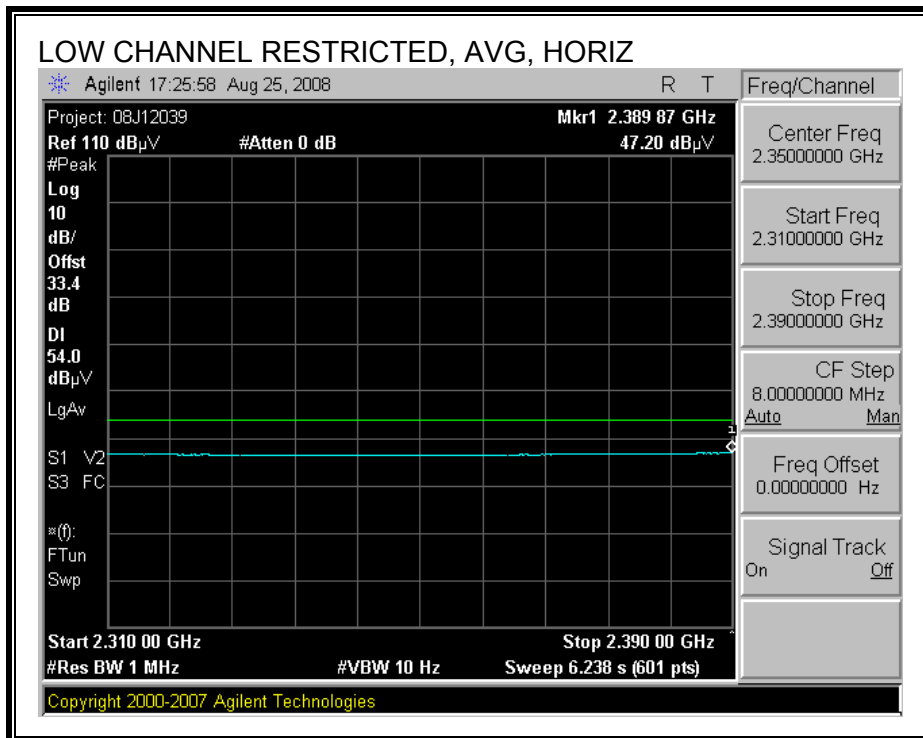 LOW CHANNEL RESTRICTED, AVG, HORIZ
Agilent 17:25:58 Aug 25, 2008 R T
Project: 08J12039 Mkr1 2.389 87 GHz
Ref 110 dBµV #Atten 0 dB 47.20 dBµV
#Peak
Log
10
dB/
Offst
33.4
dB
DI
54.0
dBµV
LgAv
1
S1 V2
S3 FC
¤(f):
FTun
Swp
Start 2.310 00 GHz Stop 2.390 00 GHz ^
#Res BW 1 MHz #VBW 10 Hz Sweep 6.238 s (601 pts)
Copyright 2000-2007 Agilent Technologies
Freq/Channel
Center Freq
2.35000000 GHz
Start Freq
2.31000000 GHz
Stop Freq
2.39000000 GHz
CF Step
8.00000000 MHz
Auto Man
Freq Offset
0.00000000 Hz
Signal Track
On Off